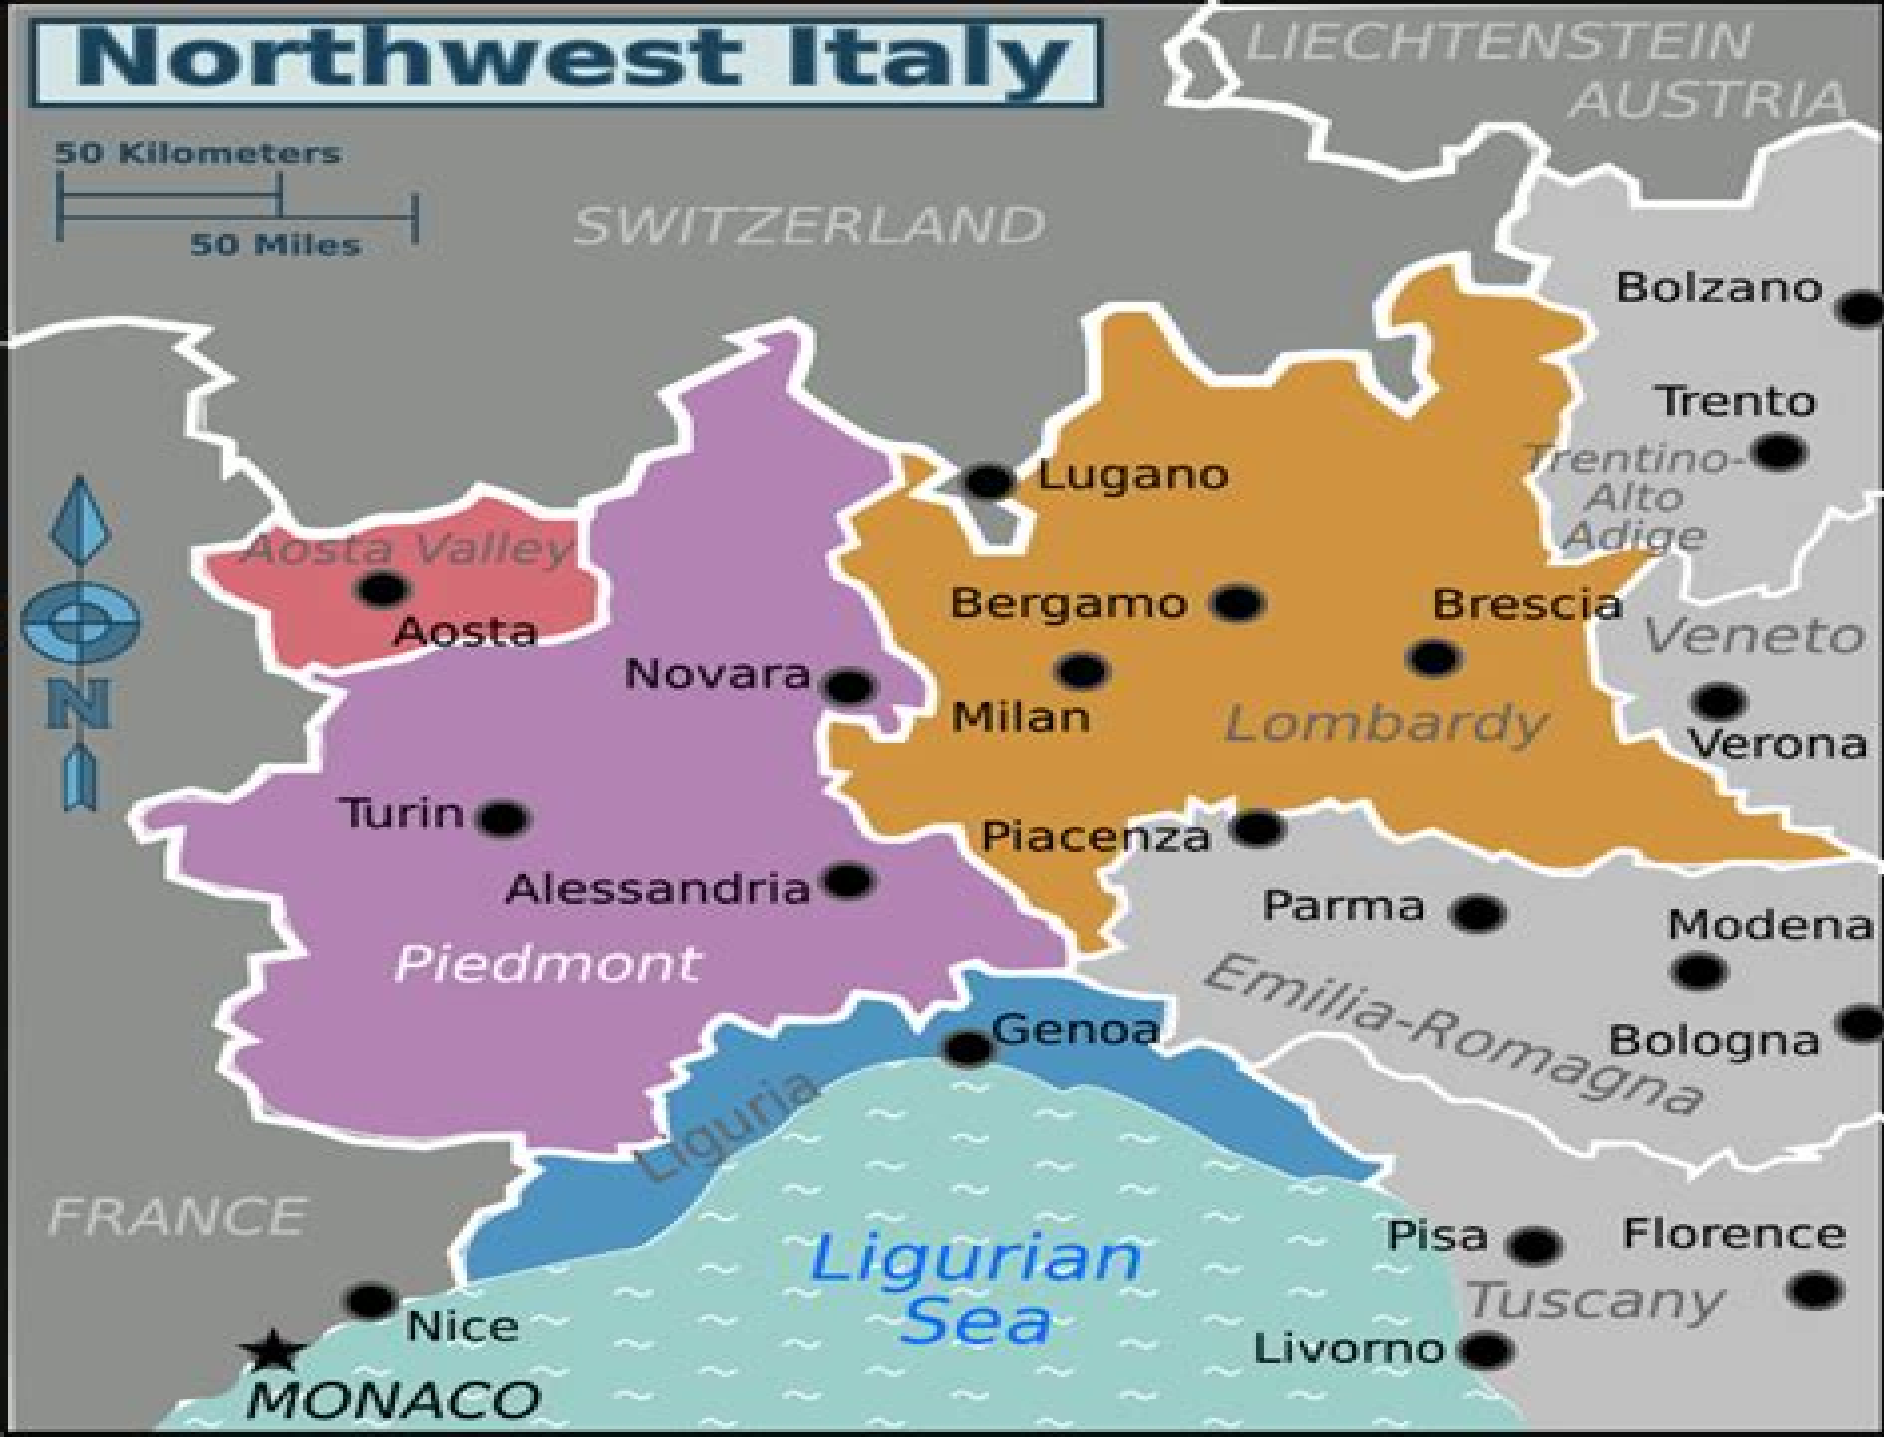 Northwest Italy
LIECHTENSTEIN
AUSTRIA
50 Kilometers
50 Miles
SWITZERLAND
Bolzano
Trento
Trentino-
Alto
Adige
Lugano
Aosta Valley
Aosta
Bergamo
Brescia
Veneto
Novara
Milan
Lombardy
Verona
N
Turin
Piacenza
Alessandria
Parma
Modena
Piedmont
Emilia-Romagna
Genoa
Bologna
Liguria
FRANCE
Ligurian
Sea
Pisa
Florence
Tuscany
Nice
Livorno
MONACO